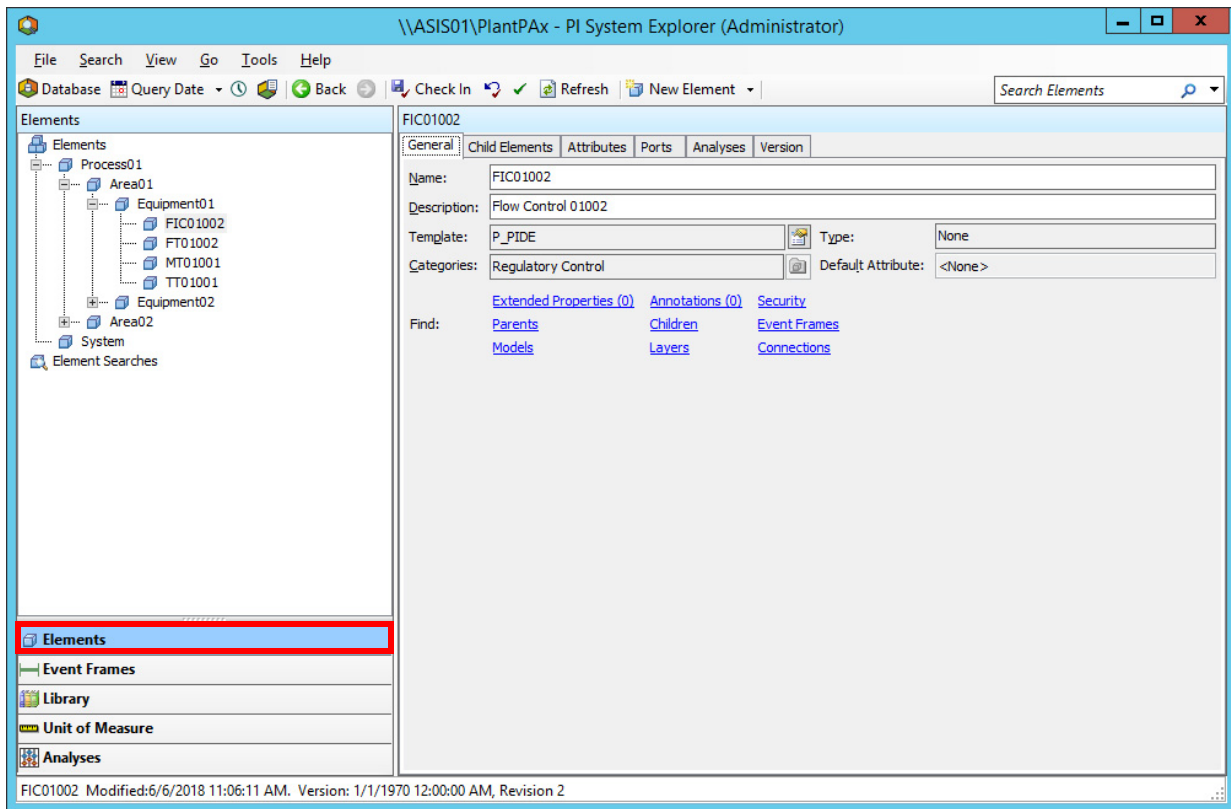 \\ASIS01\PlantPAx - PI System Explorer (Administrator)
File Search View Go Tools Help
Database Query Date Back Check In Refresh New Element Search Elements
Elements
Elements
Process01
Area01
Equipment01
FIC01002
FT01002
MT01001
TT01001
Equipment02
Area02
System
Element Searches
Elements
Event Frames
Library
Unit of Measure
Analyses
FIC01002
General Child Elements Attributes Ports Analyses Version
Name: FIC01002
Description: Flow Control 01002
Template: P_PIDE Type: None
Categories: Regulatory Control Default Attribute: <None>
Extended Properties (0) Annotations (0) Security
Find: Parents Children Event Frames
Models Layers Connections
FIC01002 Modified:6/6/2018 11:06:11 AM. Version: 1/1/1970 12:00:00 AM, Revision 2